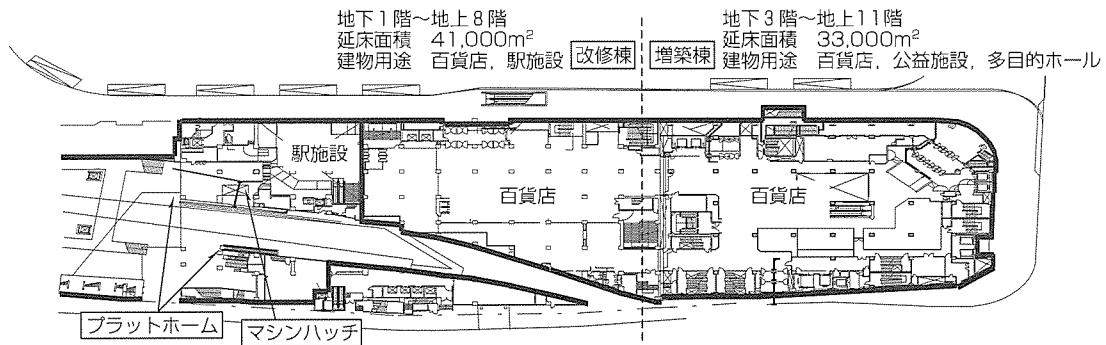 地下1階~地上8階
延床面積 41,000m²
建物用途 百貨店, 駅施設
改修棟
増築棟
地下3階~地上11階
延床面積 33,000m²
建物用途 百貨店, 公益施設, 多目的ホール
駅施設
百貨店
百貨店
プラットホーム
マシンハッチ